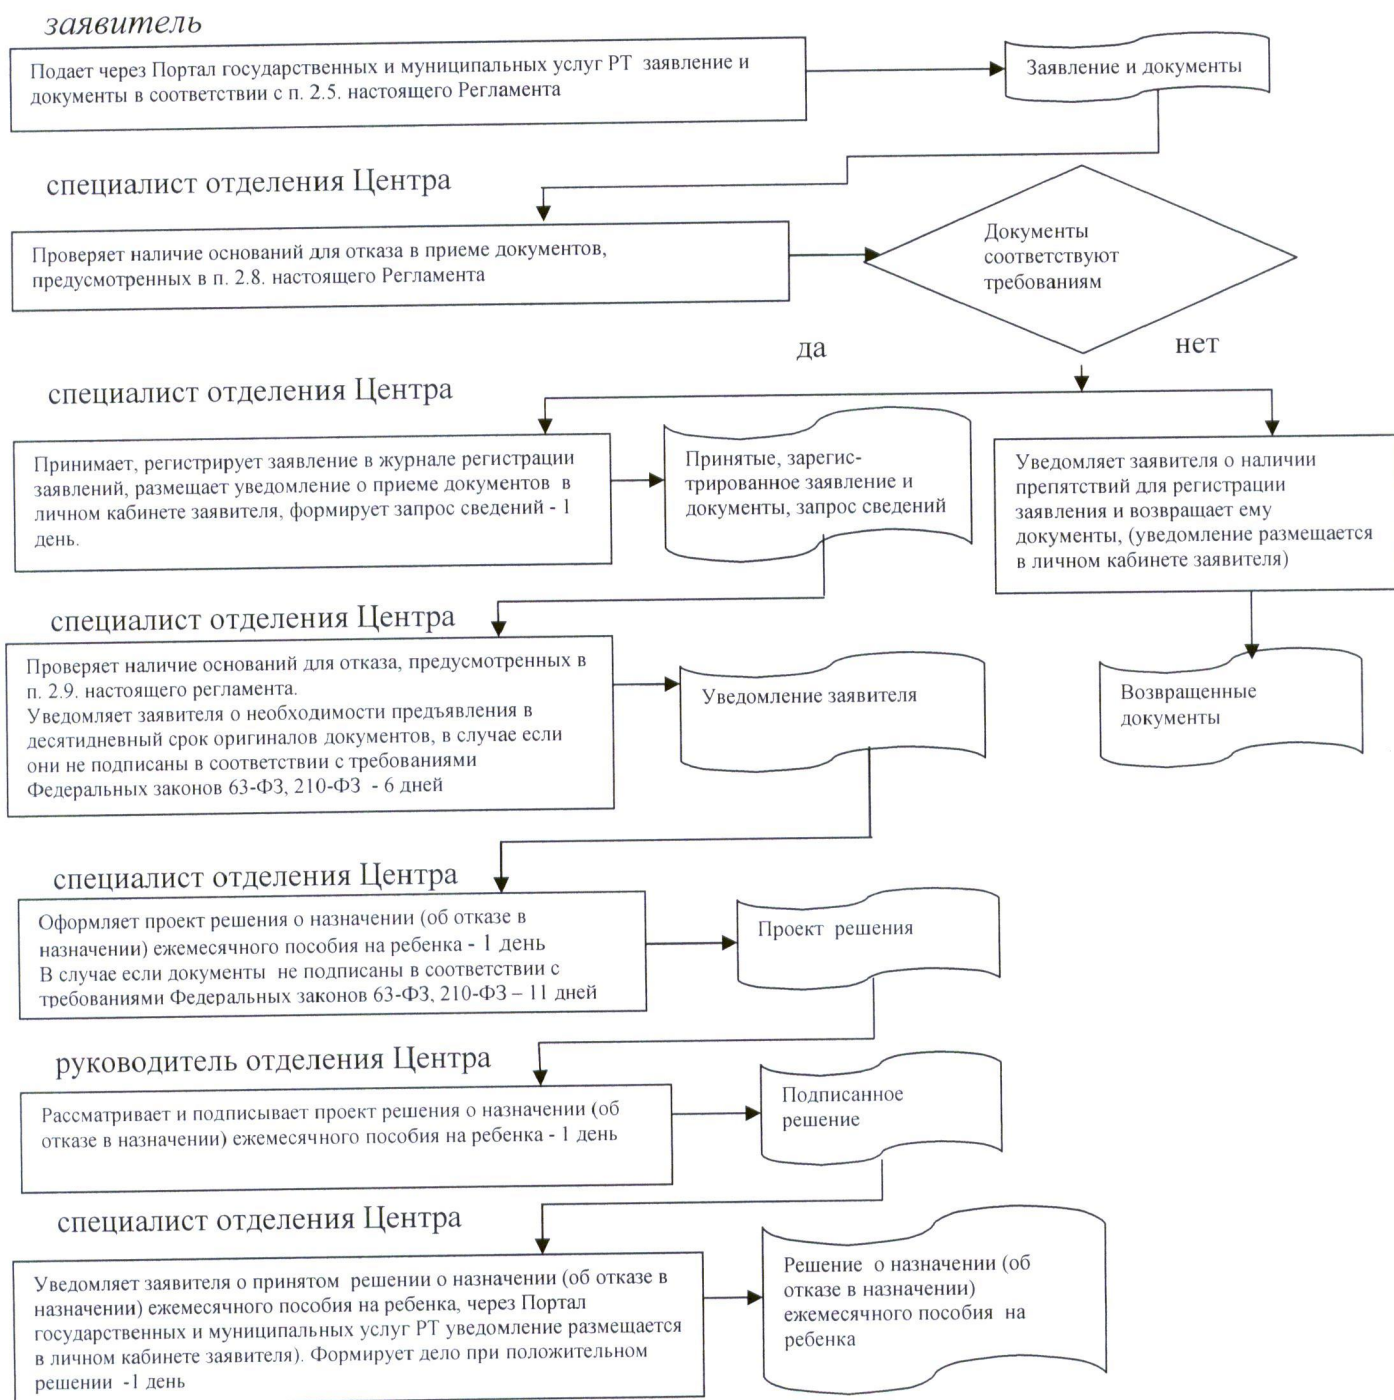 заявитель
Подает через Портал государственных и муниципальных услуг РТ заявление и
документы в соответствии с п. 2.5. настоящего Регламента
Заявление и документы
специалист отделения Центра
Проверяет наличие оснований для отказа в приеме документов,
предусмотренных в п. 2.8. настоящего Регламента
Документы
соответствуют
требованиям
да
нет
специалист отделения Центра
Принимает, регистрирует заявление в журнале регистрации
заявлений, размещает уведомление о приеме документов в
личном кабинете заявителя, формирует запрос сведений - 1
день.
Принятые, зарегис-
трированное заявление и
документы, запрос сведений
Уведомляет заявителя о наличии
препятствий для регистрации
заявления и возвращает ему
документы, (уведомление размещается
в личном кабинете заявителя)
специалист отделения Центра
Проверяет наличие оснований для отказа, предусмотренных в
п. 2.9. настоящего регламента.
Уведомляет заявителя о необходимости предъявления в
десятидневный срок оригиналов документов, в случае если
они не подписаны в соответствии с требованиями
Федеральных законов 63-ФЗ, 210-ФЗ - 6 дней
Уведомление заявителя
Возвращенные
документы
специалист отделения Центра
Оформляет проект решения о назначении (об отказе в
назначении) ежемесячного пособия на ребенка - 1 день
В случае если документы не подписаны в соответствии с
требованиями Федеральных законов 63-ФЗ, 210-ФЗ – 11 дней
Проект решения
руководитель отделения Центра
Рассматривает и подписывает проект решения о назначении (об
отказе в назначении) ежемесячного пособия на ребенка - 1 день
Подписанное
решение
специалист отделения Центра
Уведомляет заявителя о принятом решении о назначении (об отказе в
назначении) ежемесячного пособия на ребенка, через Портал
государственных и муниципальных услуг РТ уведомление размещается
в личном кабинете заявителя). Формирует дело при положительном
решении -1 день
Решение о назначении (об
отказе в назначении)
ежемесячного пособия на
ребенка